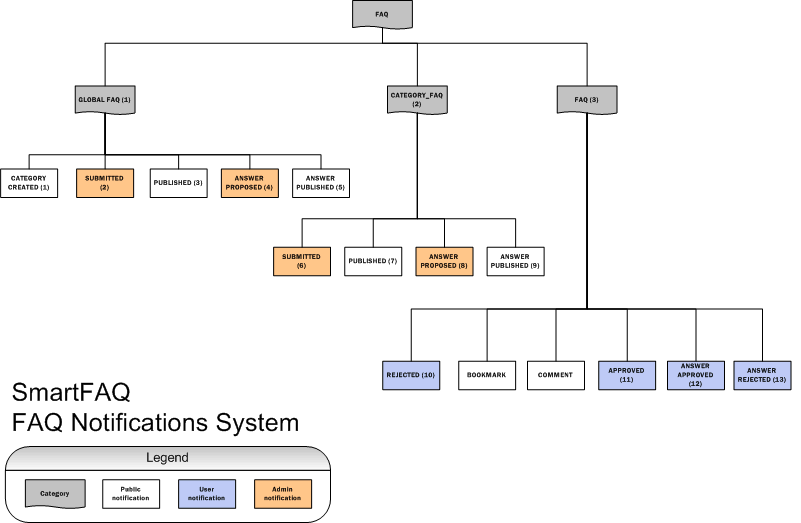 FAQ
GLOBAL FAQ (1)
CATEGORY_FAQ
(2)
FAQ (3)
CATEGORY
CREATED (1)
SUBMITTED
(2)
PUBLISHED (3)
ANSWER
PROPOSED (4)
ANSWER
PUBLISHED (5)
SUBMITTED
(6)
PUBLISHED (7)
ANSWER
PROPOSED (8)
ANSWER
PUBLISHED (9)
REJECTED (10)
BOOKMARK
COMMENT
APPROVED
(11)
ANSWER
APPROVED
(12)
ANSWER
REJECTED (13)
SmartFAQ
FAQ Notifications System
Legend
Category
Public
notification
User
notification
Admin
notification